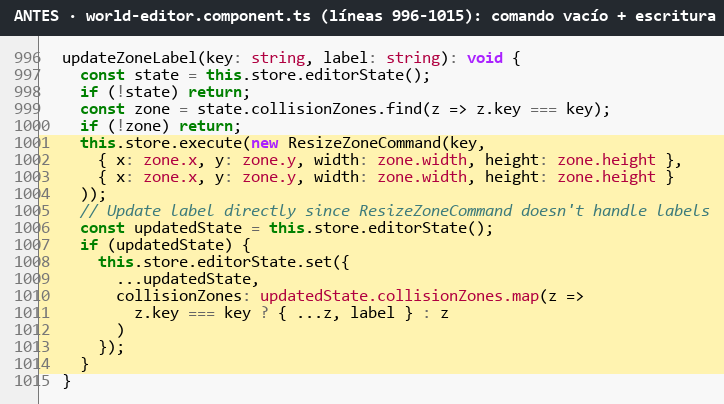 ANTES · world-editor.component.ts (líneas 996-1015): comando vacío + escritura
996 updateZoneLabel(key: string, label: string): void {
997 const state = this.store.editorState();
998 if (!state) return;
999 const zone = state.collisionZones.find(z => z.key === key);
1000 if (!zone) return;
1001 this.store.execute(new ResizeZoneCommand(key,
1002 { x: zone.x, y: zone.y, width: zone.width, height: zone.height },
1003 { x: zone.x, y: zone.y, width: zone.width, height: zone.height }
1004 ));
1005 // Update label directly since ResizeZoneCommand doesn't handle labels
1006 const updatedState = this.store.editorState();
1007 if (updatedState) {
1008 this.store.editorState.set({
1009 ...updatedState,
1010 collisionZones: updatedState.collisionZones.map(z =>
1011 z.key === key ? { ...z, label } : z
1012 )
1013 });
1014 }
1015 }